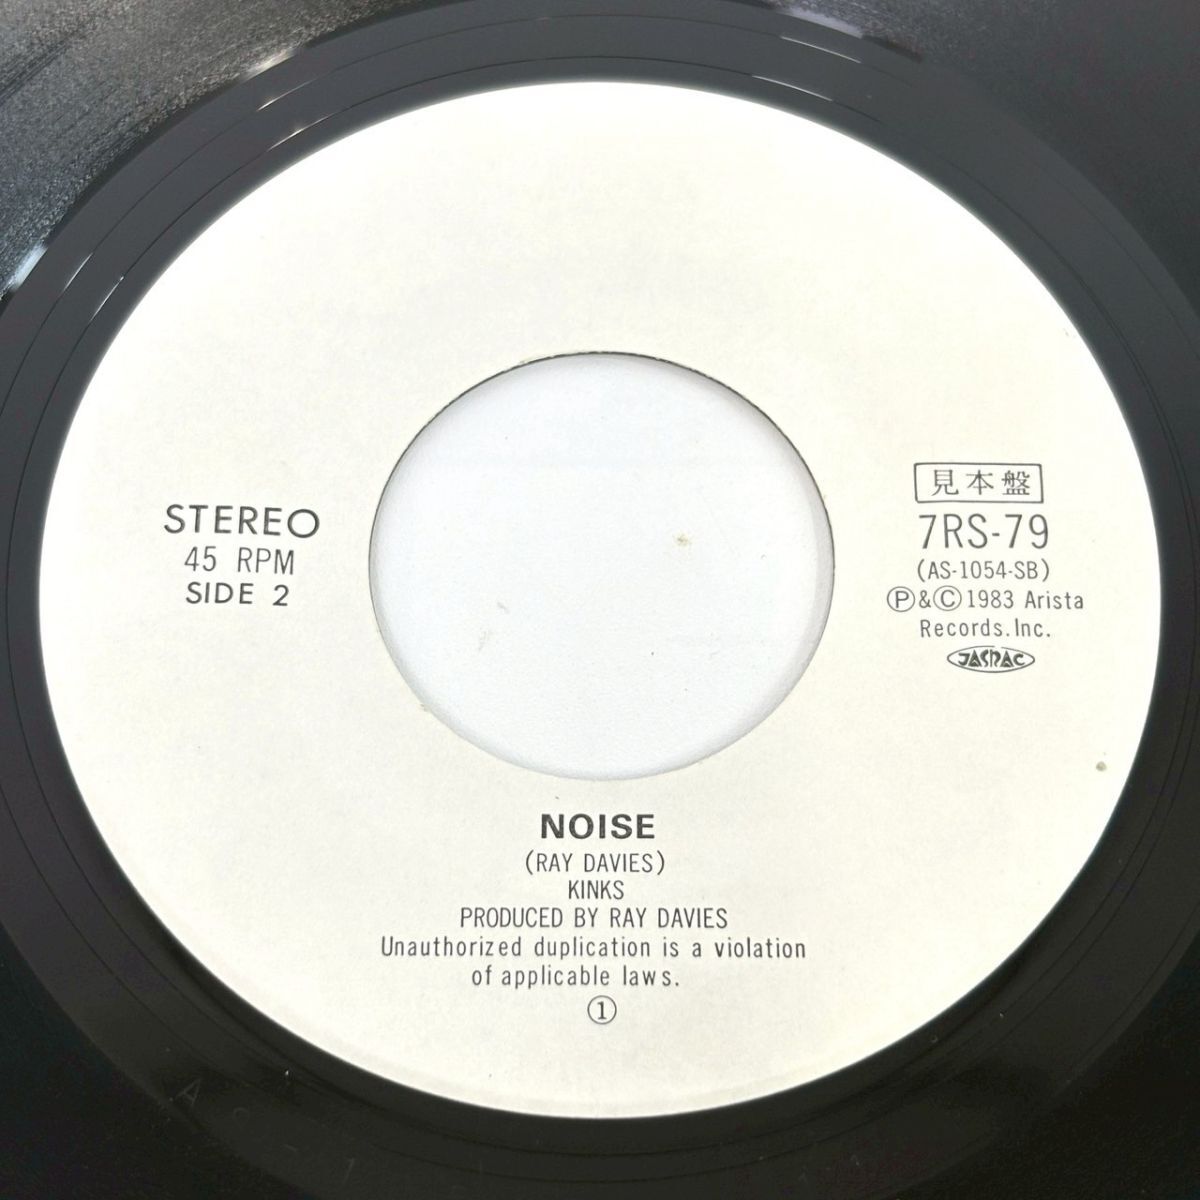 STEREO
45 RPM
SIDE 2
見本盤
7RS-79
(AS-1054-SB)
Ⓟ&Ⓒ1983 Arista
Records.Inc.
JASRAC
NOISE
(RAY DAVIES)
KINKS
PRODUCED BY RAY DAVIES
Unauthorized duplication is a violation
of applicable laws.
①